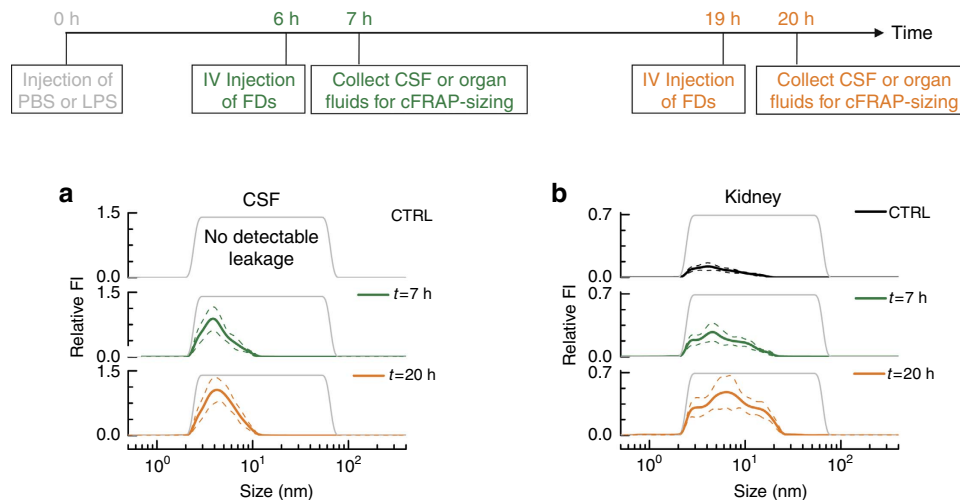 0 h
6 h
7 h
19 h
20 h
Time
Injection of
PBS or LPS
IV Injection
of FDs
Collect CSF or organ
fluids for cFRAP-sizing
IV Injection
of FDs
Collect CSF or organ
fluids for cFRAP-sizing
a
CSF
CTRL
1.5
No detectable
leakage
0.0
1.5
t=7 h
0.0
1.5
t=20 h
0.0
Relative FI
10⁰
10¹
10²
Size (nm)
b
Kidney
CTRL
0.7
0.0
0.7
t=7 h
0.0
0.7
t=20 h
0.0
Relative FI
10⁰
10¹
10²
Size (nm)